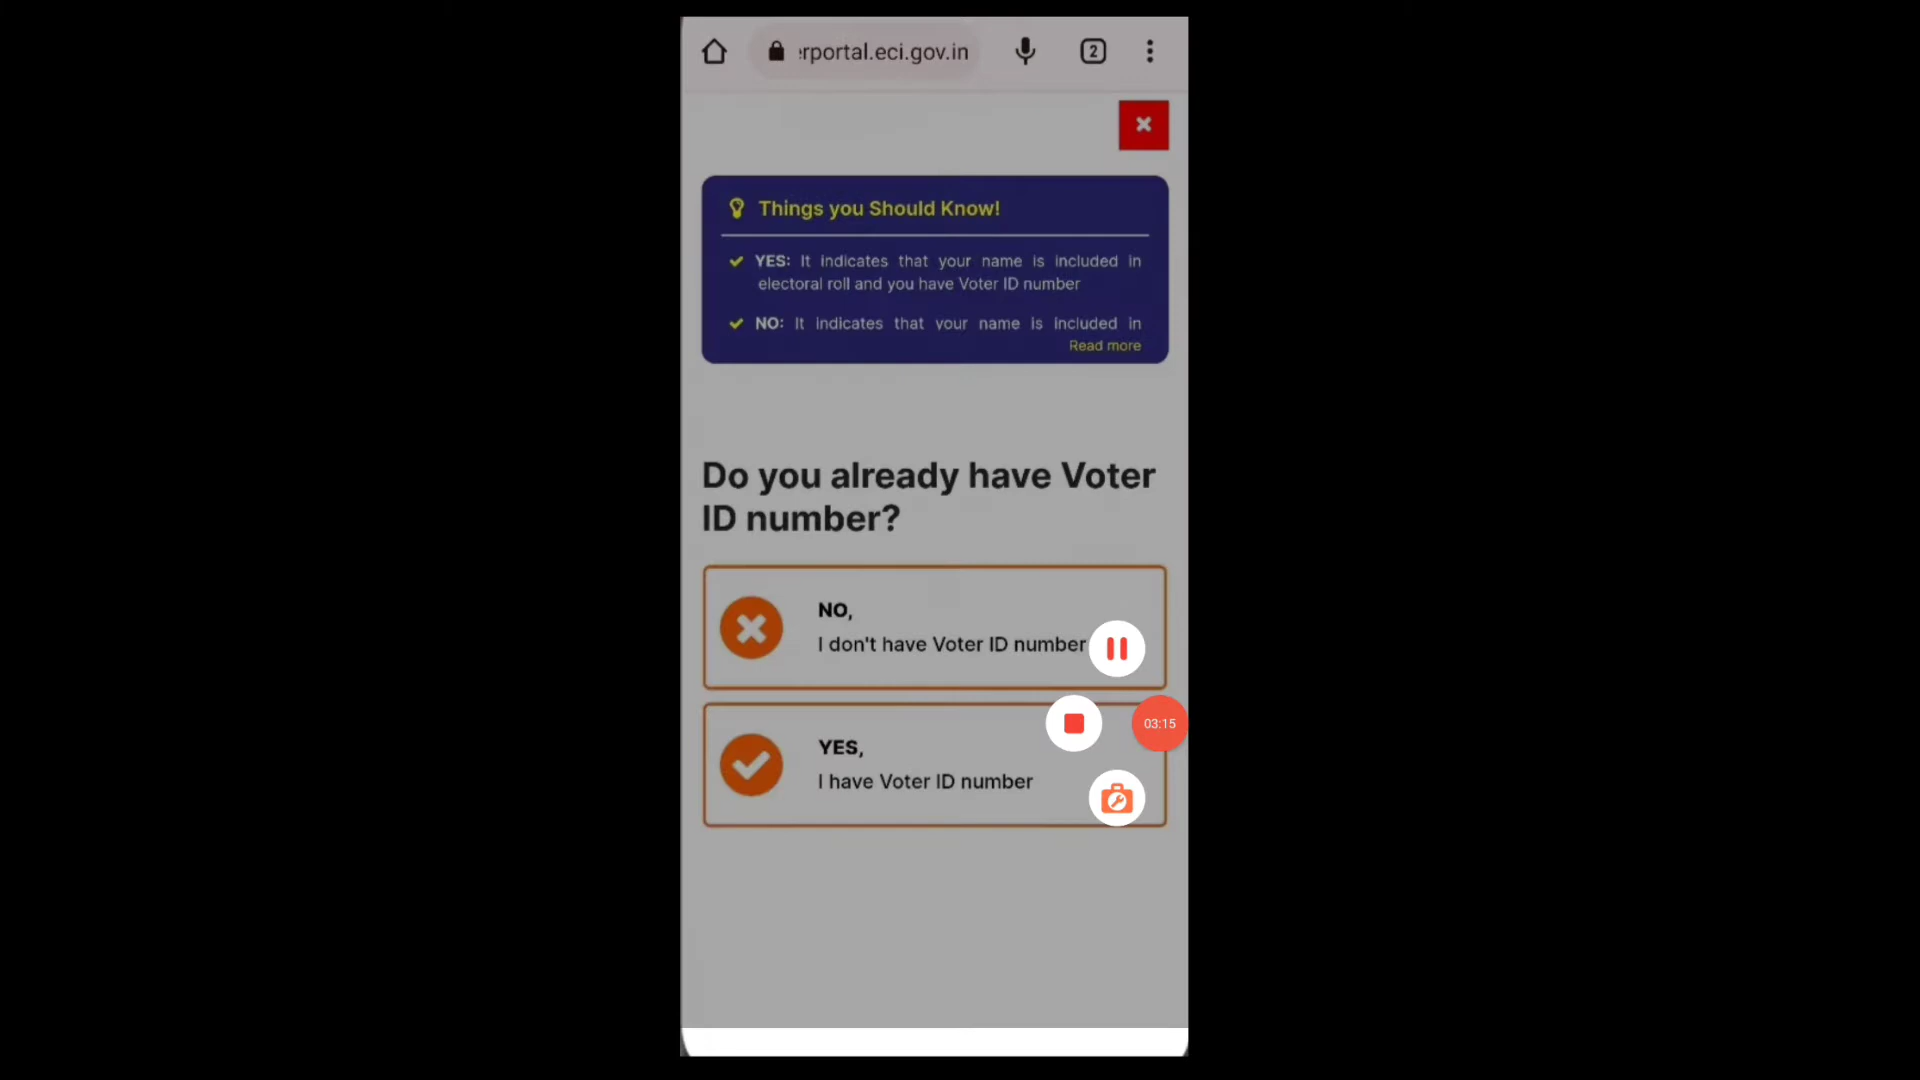 rportal.eci.gov.in
2
Things you Should Know!
YES: It indicates that your name is included in
electoral roll and you have Voter ID number
NO: It indicates that your name is included in
Read more
Do you already have Voter
ID number?
NO,
I don't have Voter ID number
YES,
I have Voter ID number
03:15